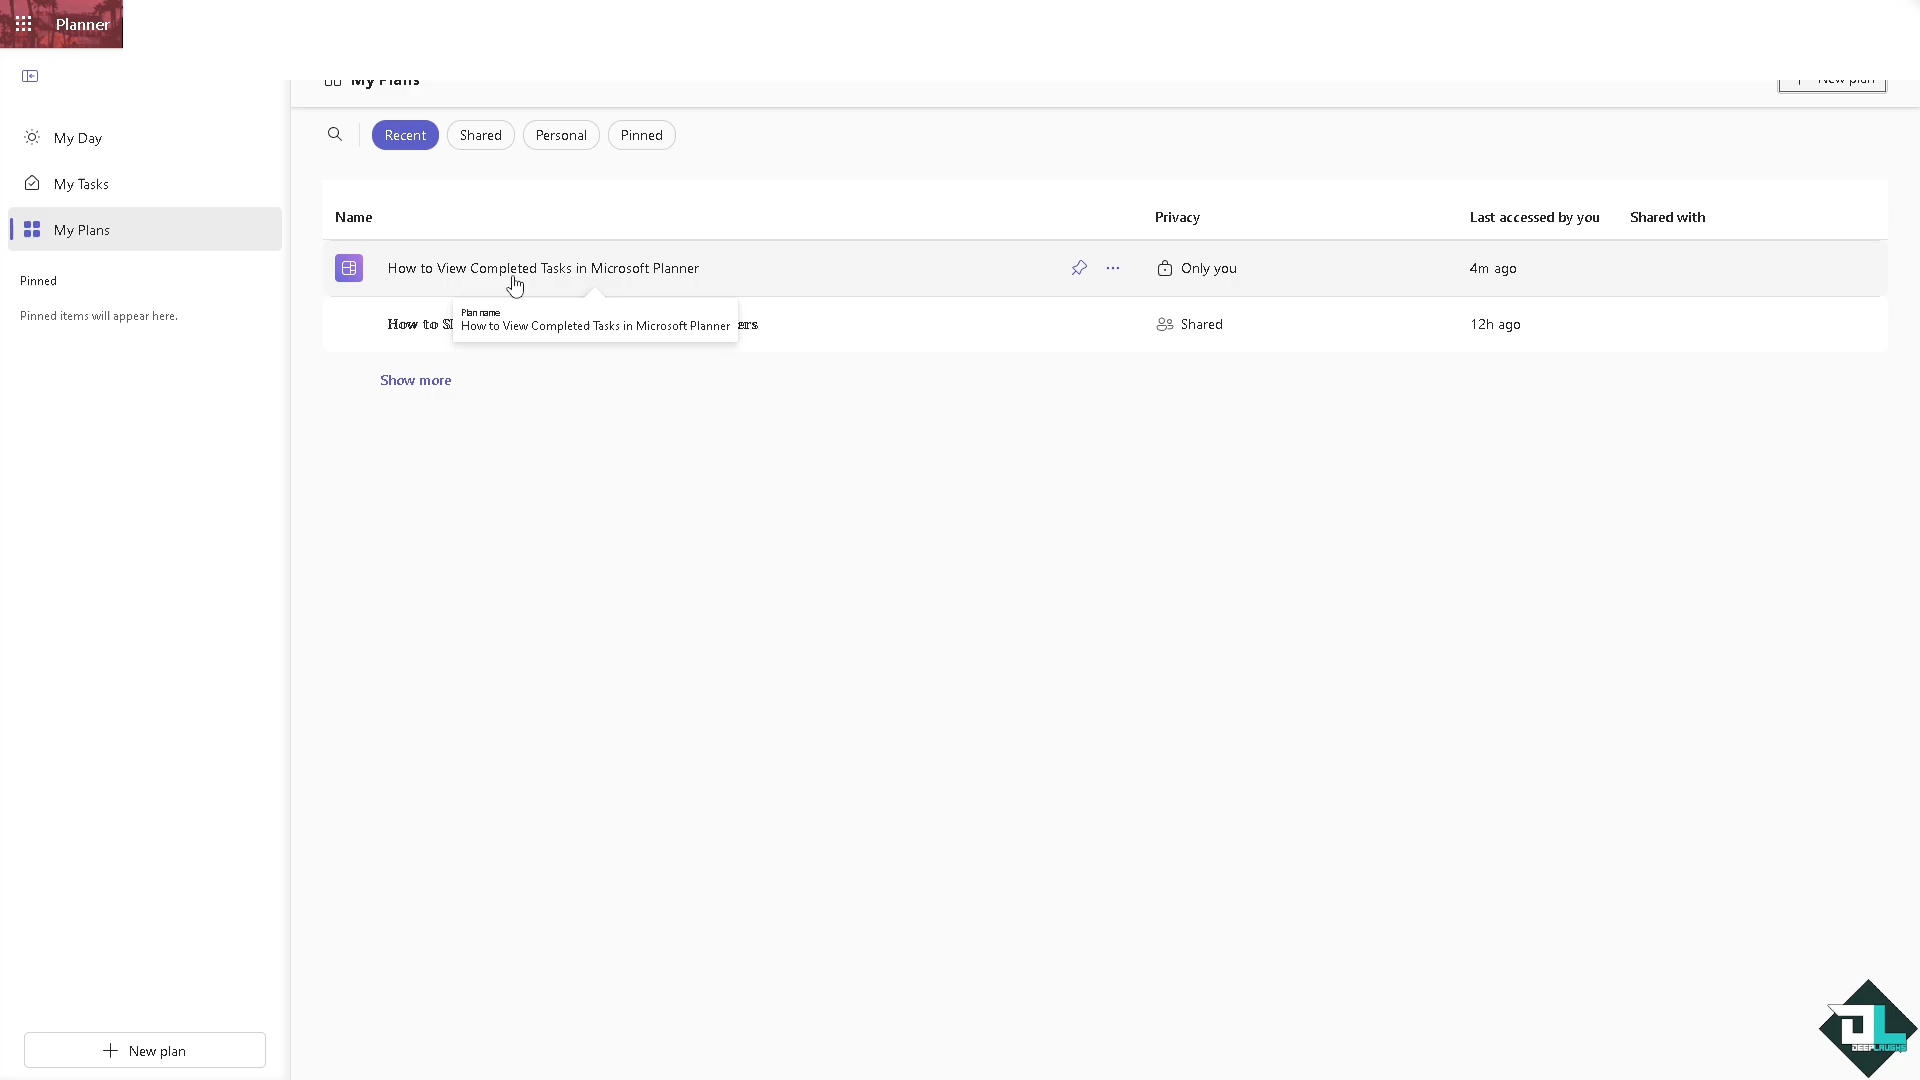 Planner
My Plans
New plan
My Day
My Tasks
My Plans
Pinned
Pinned items will appear here.
Recent
Shared
Personal
Pinned
Name
Privacy
Last accessed by you
Shared with
How to View Completed Tasks in Microsoft Planner
Only you
4m ago
Plan name
How to View Completed Tasks in Microsoft Planner
How to
Shared
12h ago
Show more
New plan
DEEPLAUGHS